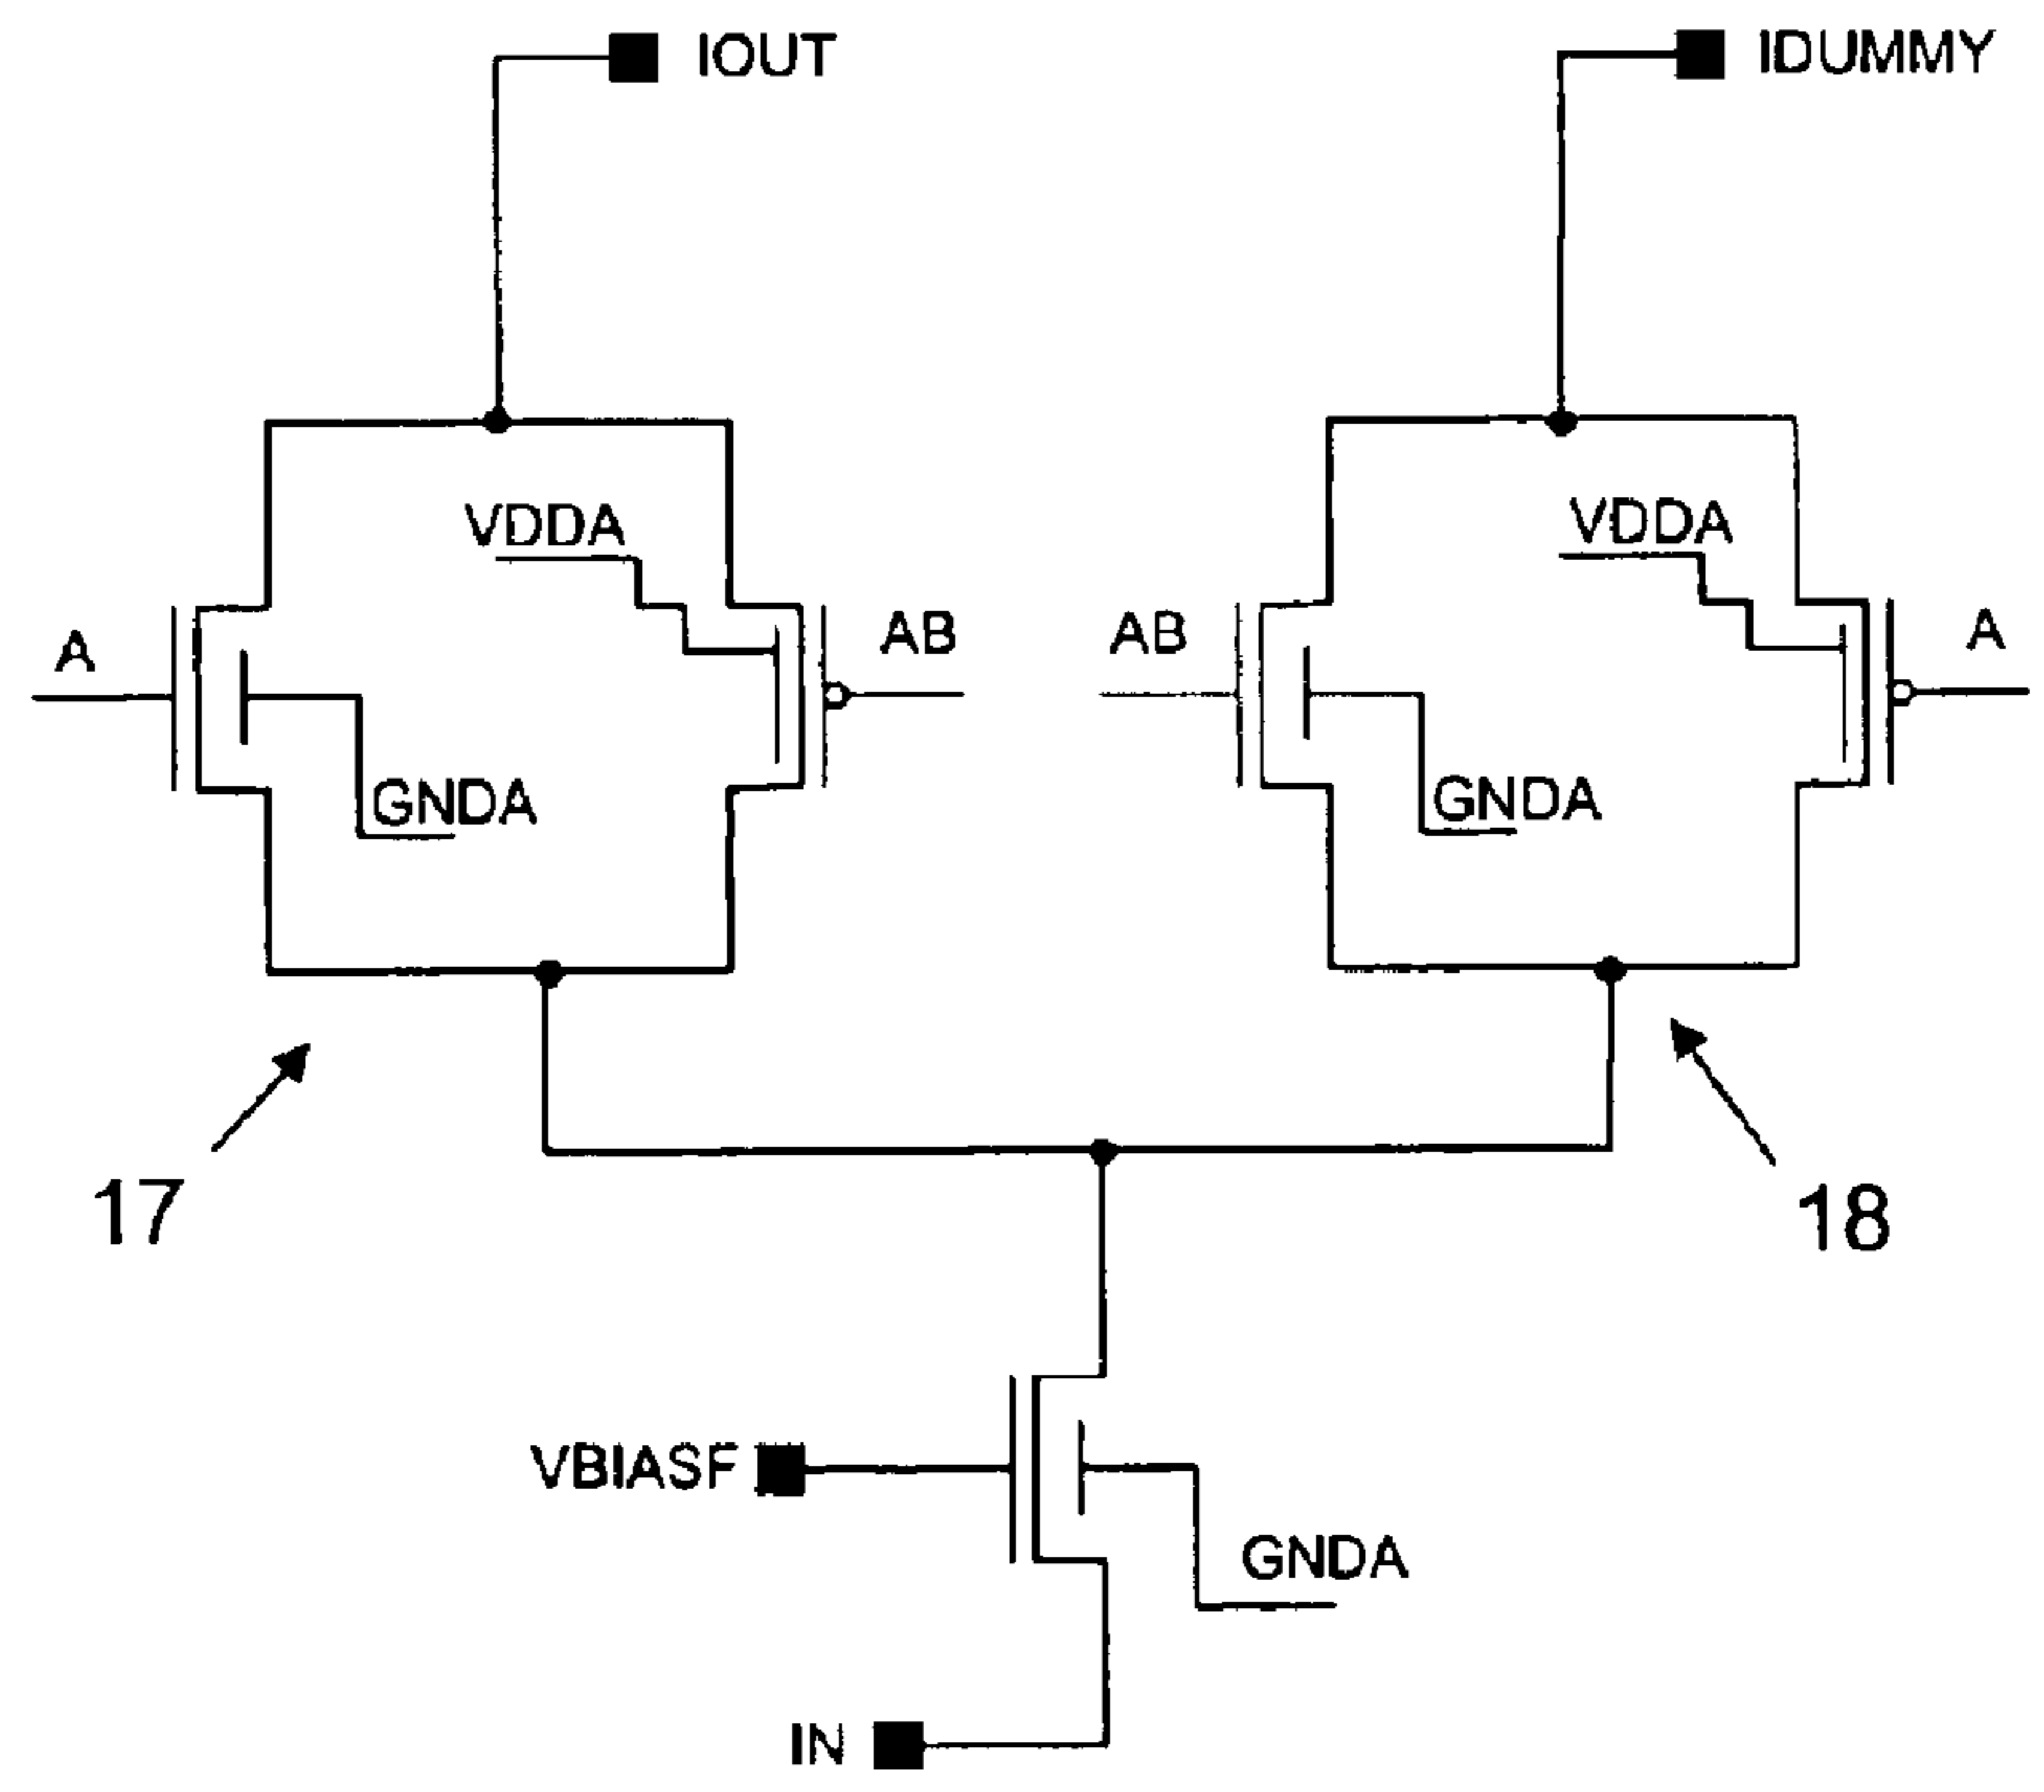 IOUT
IDUMMY
VDDA
VDDA
A
AB
AB
A
GNDA
GNDA
17
18
VBIASF
GNDA
IN